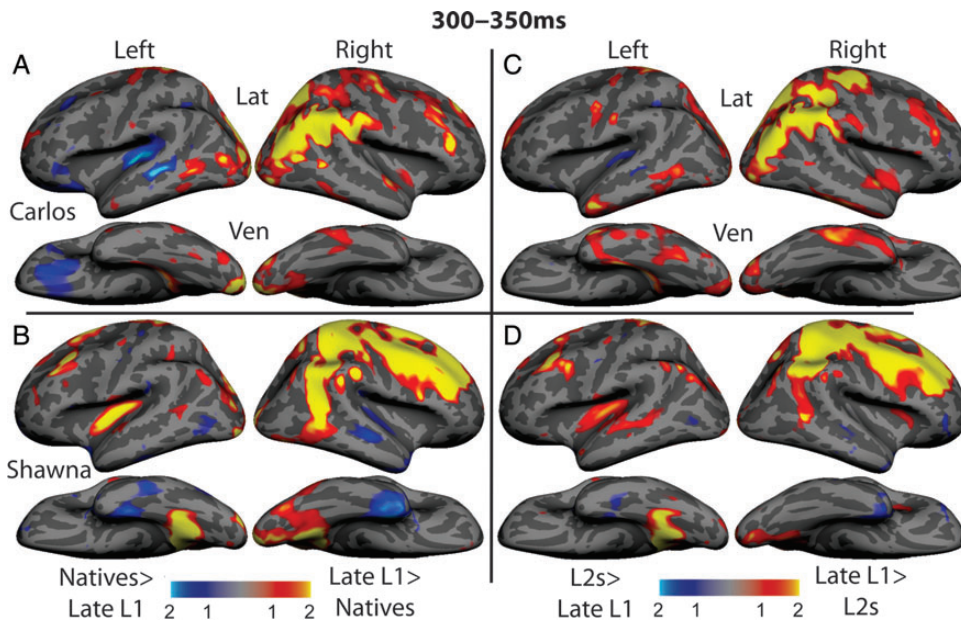 300–350ms
Left Right Left Right
A C
Lat Lat
Carlos
Ven Ven
B D
Shawna
Natives> Late L1> L2s> Late L1>
Late L1 2 1 1 2 Natives Late L1 2 1 1 2 L2s